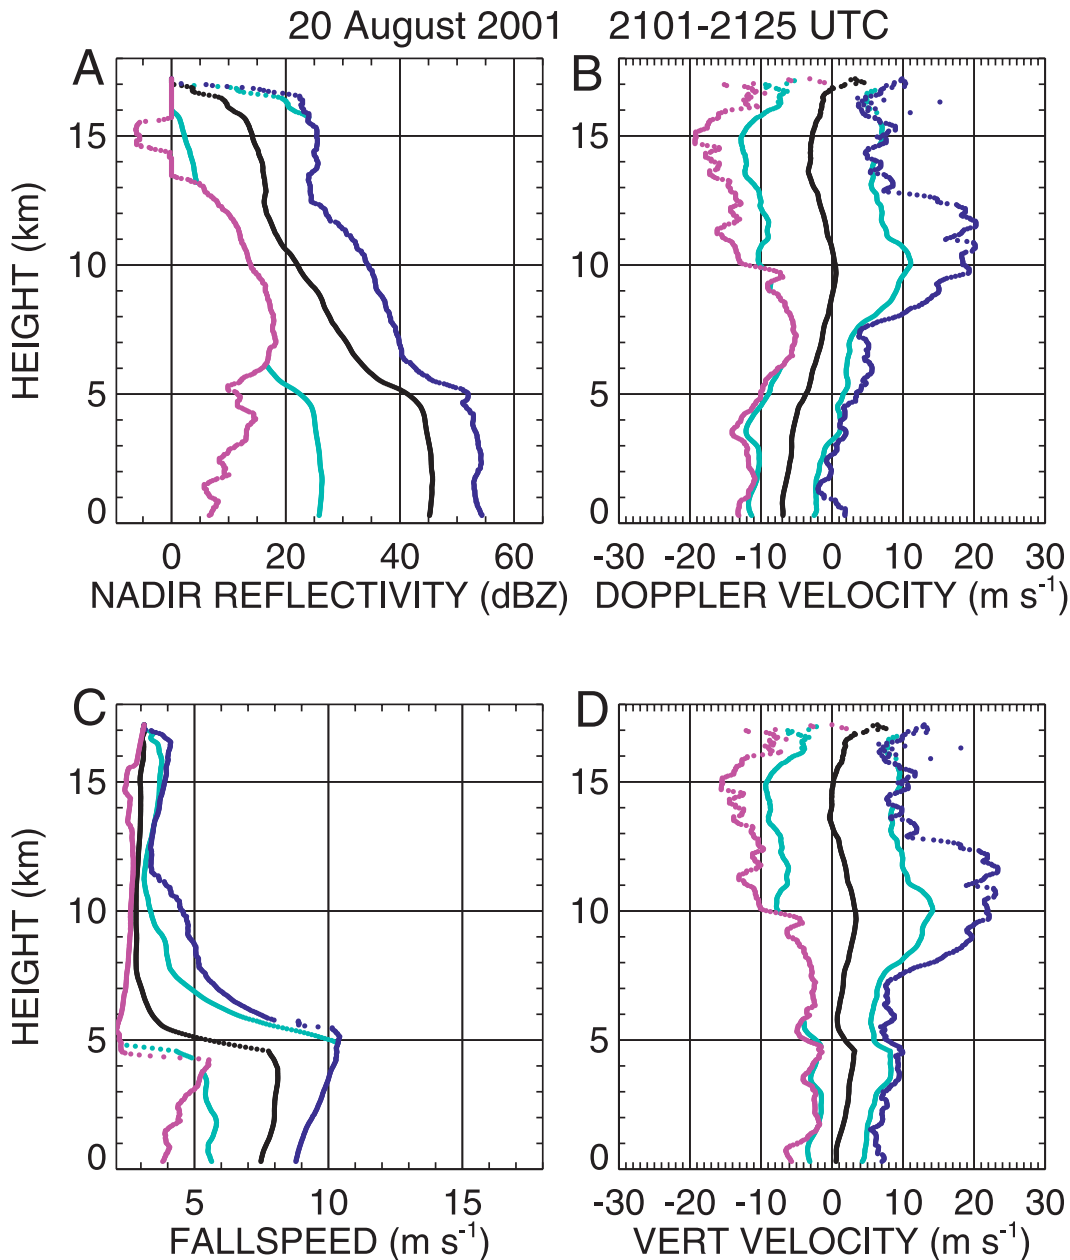 20 August 2001 2101-2125 UTC
A
B
HEIGHT (km)
15
10
5
0
15
10
5
0
0 20 40 60
-30 -20 -10 0 10 20 30
NADIR REFLECTIVITY (dBZ)
DOPPLER VELOCITY (m s⁻¹)
C
D
HEIGHT (km)
15
10
5
0
15
10
5
0
5 10 15
-30 -20 -10 0 10 20 30
FALLSPEED (m s⁻¹)
VERT VELOCITY (m s⁻¹)